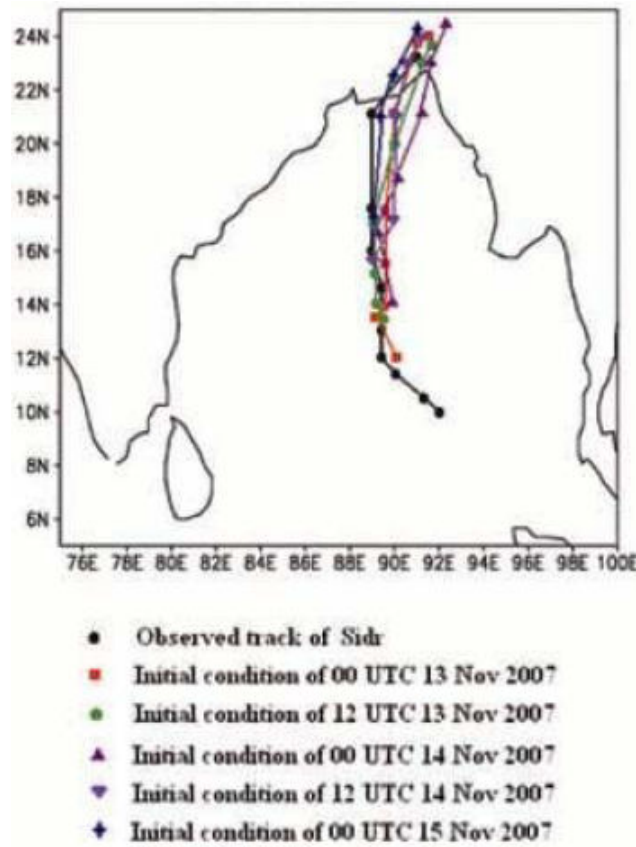 24N
22N
20N
18N
16N
14N
12N
10N
8N
6N
76E 78E 80E 82E 84E 86E 88E 90E 92E 94E 96E 98E 100E
Observed track of Sidr
Initial condition of 00 UTC 13 Nov 2007
Initial condition of 12 UTC 13 Nov 2007
Initial condition of 00 UTC 14 Nov 2007
Initial condition of 12 UTC 14 Nov 2007
Initial condition of 00 UTC 15 Nov 2007